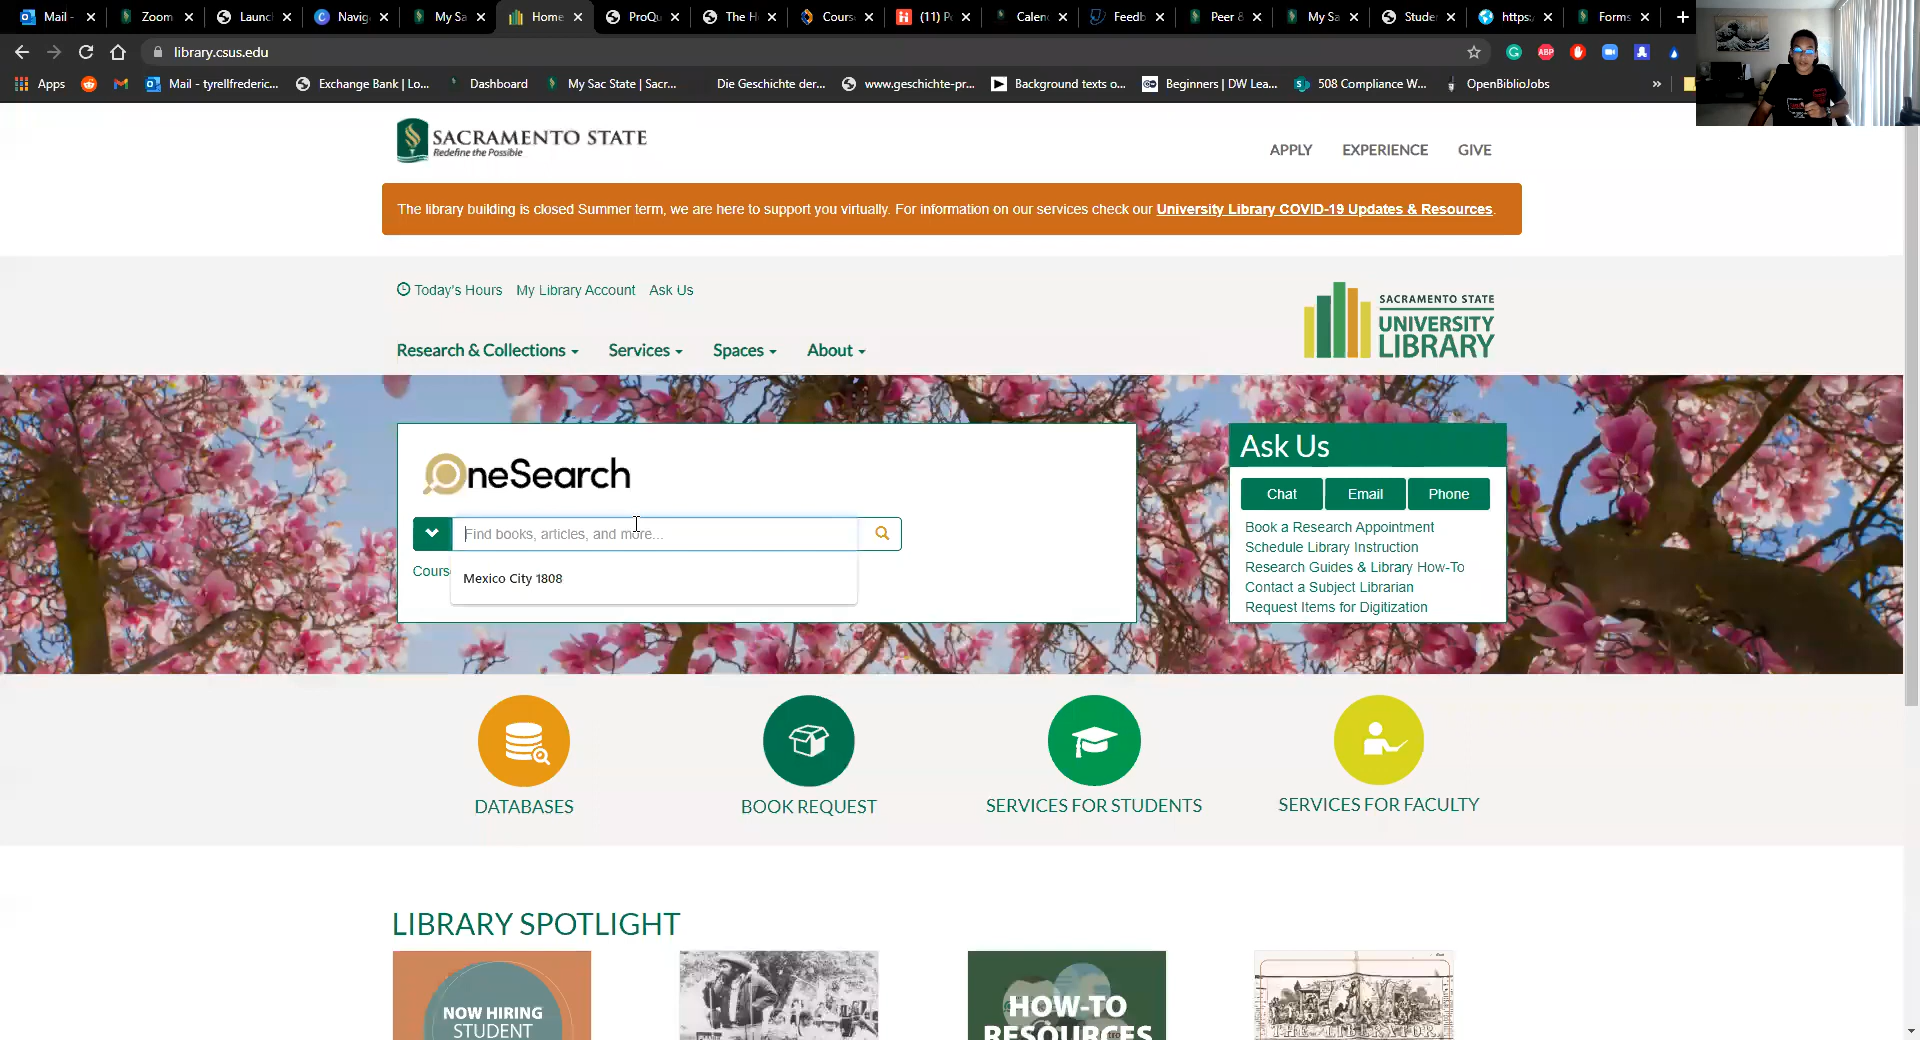 Mail -
Zoom
Launc
Navig
My Sa
Home
ProQu
The H
Cours
(11) P
Calen
Feedb
Peer &
My Sa
Stude
https:
Forms
library.csus.edu
Apps
Mail - tyrellfrederic...
Exchange Bank | Lo...
Dashboard
My Sac State | Sacr...
Die Geschichte der...
www.geschichte-pr...
Background texts o...
Beginners | DW Lea...
508 Compliance W...
OpenBiblioJobs
SACRAMENTO STATE
Redefine the Possible
APPLY EXPERIENCE GIVE
The library building is closed Summer term, we are here to support you virtually. For information on our services check our University Library COVID-19 Updates & Resources.
Today's Hours My Library Account Ask Us
SACRAMENTO STATE
UNIVERSITY
LIBRARY
Research & Collections Services Spaces About
OneSearch
Find books, articles, and more...
Cours
Mexico City 1808
Ask Us
Chat Email Phone
Book a Research Appointment
Schedule Library Instruction
Research Guides & Library How-To
Contact a Subject Librarian
Request Items for Digitization
DATABASES
BOOK REQUEST
SERVICES FOR STUDENTS
SERVICES FOR FACULTY
LIBRARY SPOTLIGHT
NOW HIRING
STUDENT
HOW-TO
RESOURCES
THE LIBERATOR